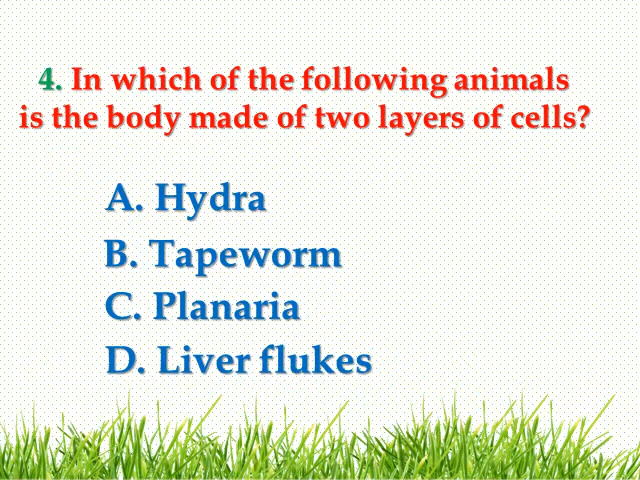 4. In which of the following animals
is the body made of two layers of cells?
A. Hydra
B. Tapeworm
C. Planaria
D. Liver flukes